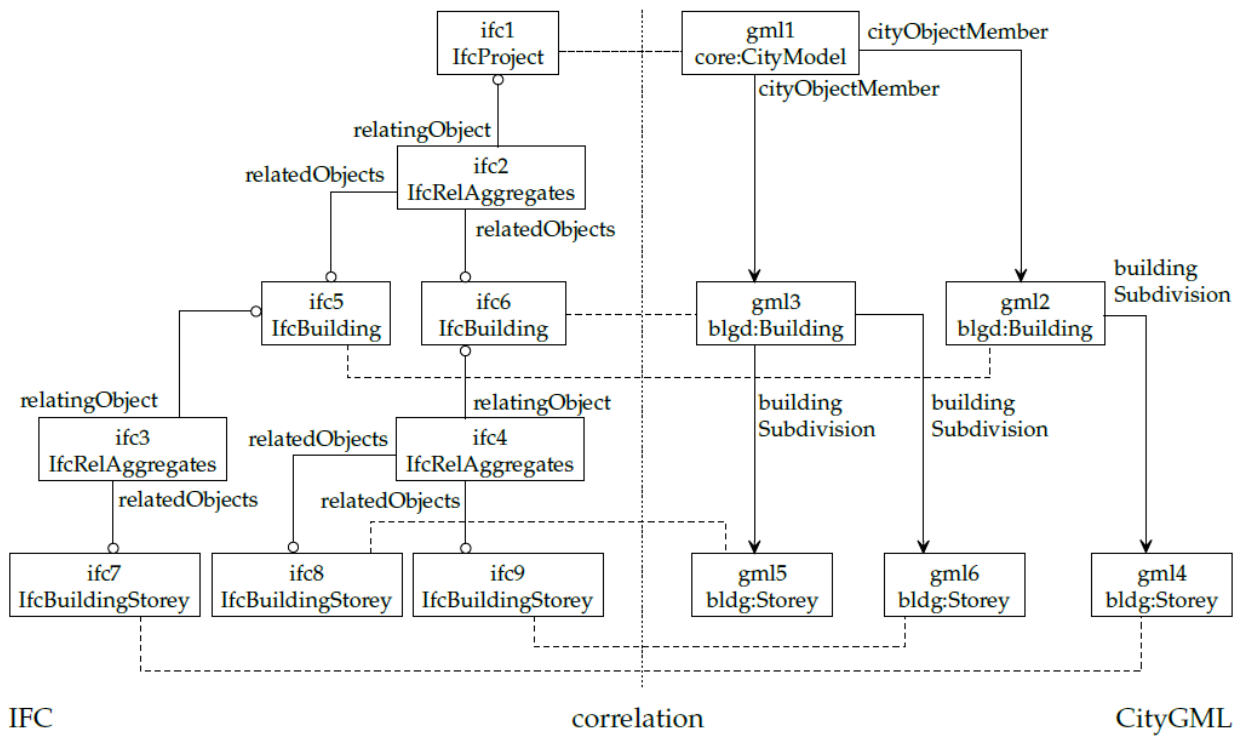 ifc1
IfcProject
gml1
core:CityModel
cityObjectMember
cityObjectMember
relatingObject
ifc2
IfcRelAggregates
relatedObjects
relatedObjects
building
Subdivision
ifc5
IfcBuilding
ifc6
IfcBuilding
gml3
blgd:Building
gml2
blgd:Building
relatingObject
relatingObject
building
Subdivision
building
Subdivision
ifc3
IfcRelAggregates
relatedObjects
ifc4
IfcRelAggregates
relatedObjects
relatedObjects
ifc7
IfcBuildingStorey
ifc8
IfcBuildingStorey
ifc9
IfcBuildingStorey
gml5
bldg:Storey
gml6
bldg:Storey
gml4
bldg:Storey
IFC
correlation
CityGML